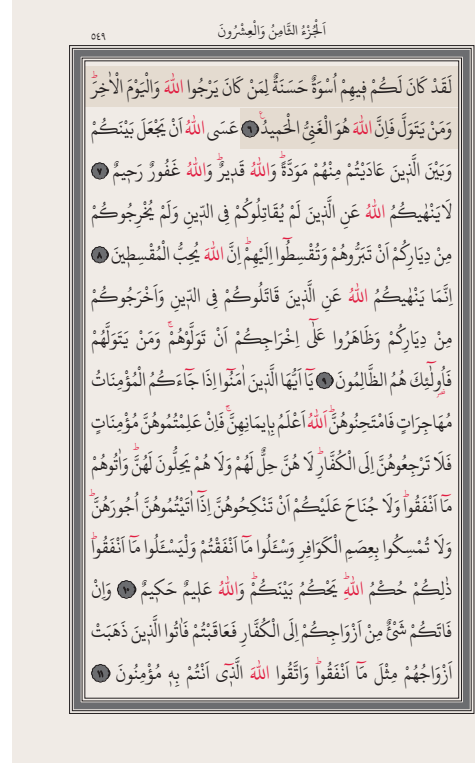 اَلْجُزْءُ الثَّامِنُ وَالْعِشْرُونَ
٥٤٩
لَقَدْ كَانَ لَكُمْ فِيهِمْ اُسْوَةٌ حَسَنَةٌ لِمَنْ كَانَ يَرْجُوا اللّٰهَ وَالْيَوْمَ الْاٰخِرَۜ
وَمَنْ يَتَوَلَّ فَاِنَّ اللّٰهَ هُوَ الْغَنِيُّ الْحَمِيدُ۟ ٦ عَسَى اللّٰهُ اَنْ يَجْعَلَ بَيْنَكُمْ
وَبَيْنَ الَّذِينَ عَادَيْتُمْ مِنْهُمْ مَوَدَّةًۜ وَاللّٰهُ قَدِيرٌۜ وَاللّٰهُ غَفُورٌ رَحِيمٌ ٧
لَا يَنْهٰيكُمُ اللّٰهُ عَنِ الَّذِينَ لَمْ يُقَاتِلُوكُمْ فِي الدِّينِ وَلَمْ يُخْرِجُوكُمْ
مِنْ دِيَارِكُمْ اَنْ تَبَرُّوهُمْ وَتُقْسِطُٓوا اِلَيْهِمْۜ اِنَّ اللّٰهَ يُحِبُّ الْمُقْسِطِينَ ٨
اِنَّمَا يَنْهٰيكُمُ اللّٰهُ عَنِ الَّذِينَ قَاتَلُوكُمْ فِي الدِّينِ وَاَخْرَجُوكُمْ
مِنْ دِيَارِكُمْ وَظَاهَرُوا عَلٰٓى اِخْرَاجِكُمْ اَنْ تَوَلَّوْهُمْۚ وَمَنْ يَتَوَلَّهُمْ
فَاُو۬لٰٓئِكَ هُمُ الظَّالِمُونَ ٩ يَٓا اَيُّهَا الَّذِينَ اٰمَنُٓوا اِذَا جَٓاءَكُمُ الْمُؤْمِنَاتُ
مُهَاجِرَاتٍ فَامْتَحِنُوهُنَّۜ اَللّٰهُ اَعْلَمُ بِاِيمَانِهِنَّۚ فَاِنْ عَلِمْتُمُوهُنَّ مُؤْمِنَاتٍ
فَلَا تَرْجِعُوهُنَّ اِلَى الْكُفَّارِۜ لَا هُنَّ حِلٌّ لَهُمْ وَلَا هُمْ يَحِلُّونَ لَهُنَّۜ وَاٰتُوهُمْ
مَٓا اَنْفَقُواۜ وَلَا جُنَاحَ عَلَيْكُمْ اَنْ تَنْكِحُوهُنَّ اِذَٓا اٰتَيْتُمُوهُنَّ اُجُورَهُنَّۜ
وَلَا تُمْسِكُوا بِعِصَمِ الْكَوَافِرِ وَسْـَٔلُوا مَٓا اَنْفَقْتُمْ وَلْيَسْـَٔلُوا مَٓا اَنْفَقُواۜ
ذٰلِكُمْ حُكْمُ اللّٰهِۜ يَحْكُمُ بَيْنَكُمْۜ وَاللّٰهُ عَلِيمٌ حَكِيمٌ ١٠ وَاِنْ
فَاتَكُمْ شَيْءٌ مِنْ اَزْوَاجِكُمْ اِلَى الْكُفَّارِ فَعَاقَبْتُمْ فَاٰتُوا الَّذِينَ ذَهَبَتْ
اَزْوَاجُهُمْ مِثْلَ مَٓا اَنْفَقُواۜ وَاتَّقُوا اللّٰهَ الَّذِٓي اَنْتُمْ بِهِ مُؤْمِنُونَ ١١